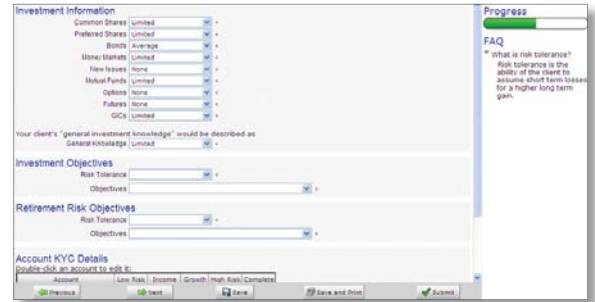 Investment Information
Common Shares Limited
Preferred Shares Limited
Bonds Average
Money Markets Limited
New Issues None
Mutual Funds Limited
Options None
Futures None
GICs Limited
Your client's "general investment knowledge" would be described as
General Knowledge Limited
Investment Objectives
Risk Tolerance
Objectives
Retirement Risk Objectives
Risk Tolerance
Objectives
Account KYC Details
Double-click an account to edit it:
Account Low Risk Income Growth High Risk Complete
Previous Next Save Save and Print Submit
Progress
FAQ
What is risk tolerance?
Risk tolerance is the
ability of the client to
assume short term losses
for a higher long term
gain.